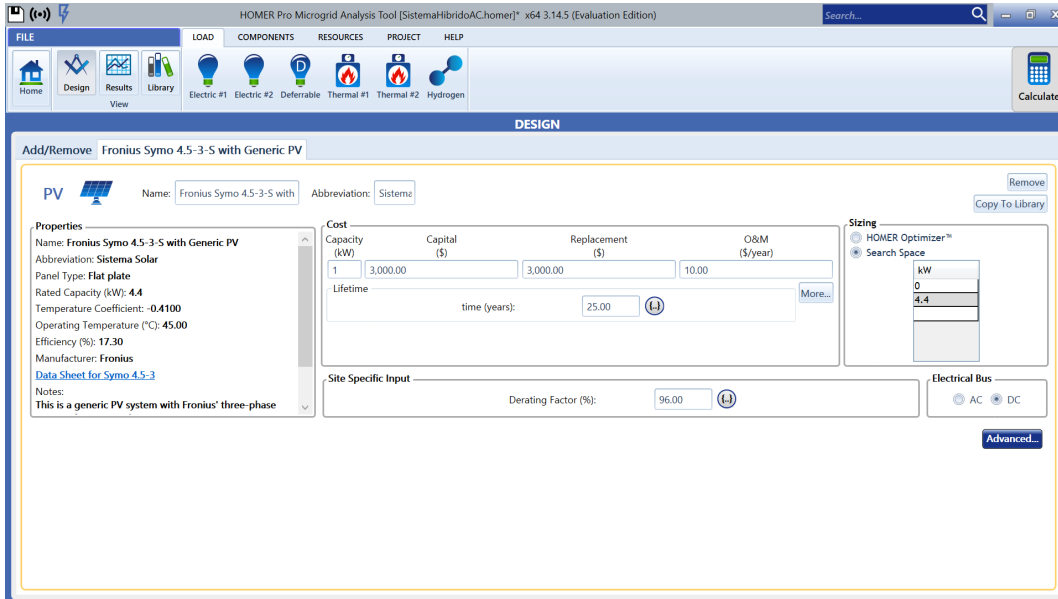 HOMER Pro Microgrid Analysis Tool [SistemaHibridoAC.homer]* x64 3.14.5 (Evaluation Edition)
Search...
FILE
LOAD COMPONENTS RESOURCES PROJECT HELP
Home
Design
Results
Library
View
Electric #1
Electric #2
Deferrable
Thermal #1
Thermal #2
Hydrogen
Calculate
DESIGN
Add/Remove Fronius Symo 4.5-3-S with Generic PV
PV
Name: Fronius Symo 4.5-3-S with
Abbreviation: Sistema
Remove
Copy To Library
Properties
Name: Fronius Symo 4.5-3-S with Generic PV
Abbreviation: Sistema Solar
Panel Type: Flat plate
Rated Capacity (kW): 4.4
Temperature Coefficient: -0.4100
Operating Temperature (°C): 45.00
Efficiency (%): 17.30
Manufacturer: Fronius
Data Sheet for Symo 4.5-3
Notes:
This is a generic PV system with Fronius' three-phase
Cost
Capacity Capital Replacement O&M
(kW) ($) ($) ($/year)
1 3,000.00 3,000.00 10.00
Lifetime
time (years): 25.00 {..}
More...
Site Specific Input
Derating Factor (%): 96.00 {..}
Sizing
HOMER Optimizer™
Search Space
kW
0
4.4
Electrical Bus
AC DC
Advanced...